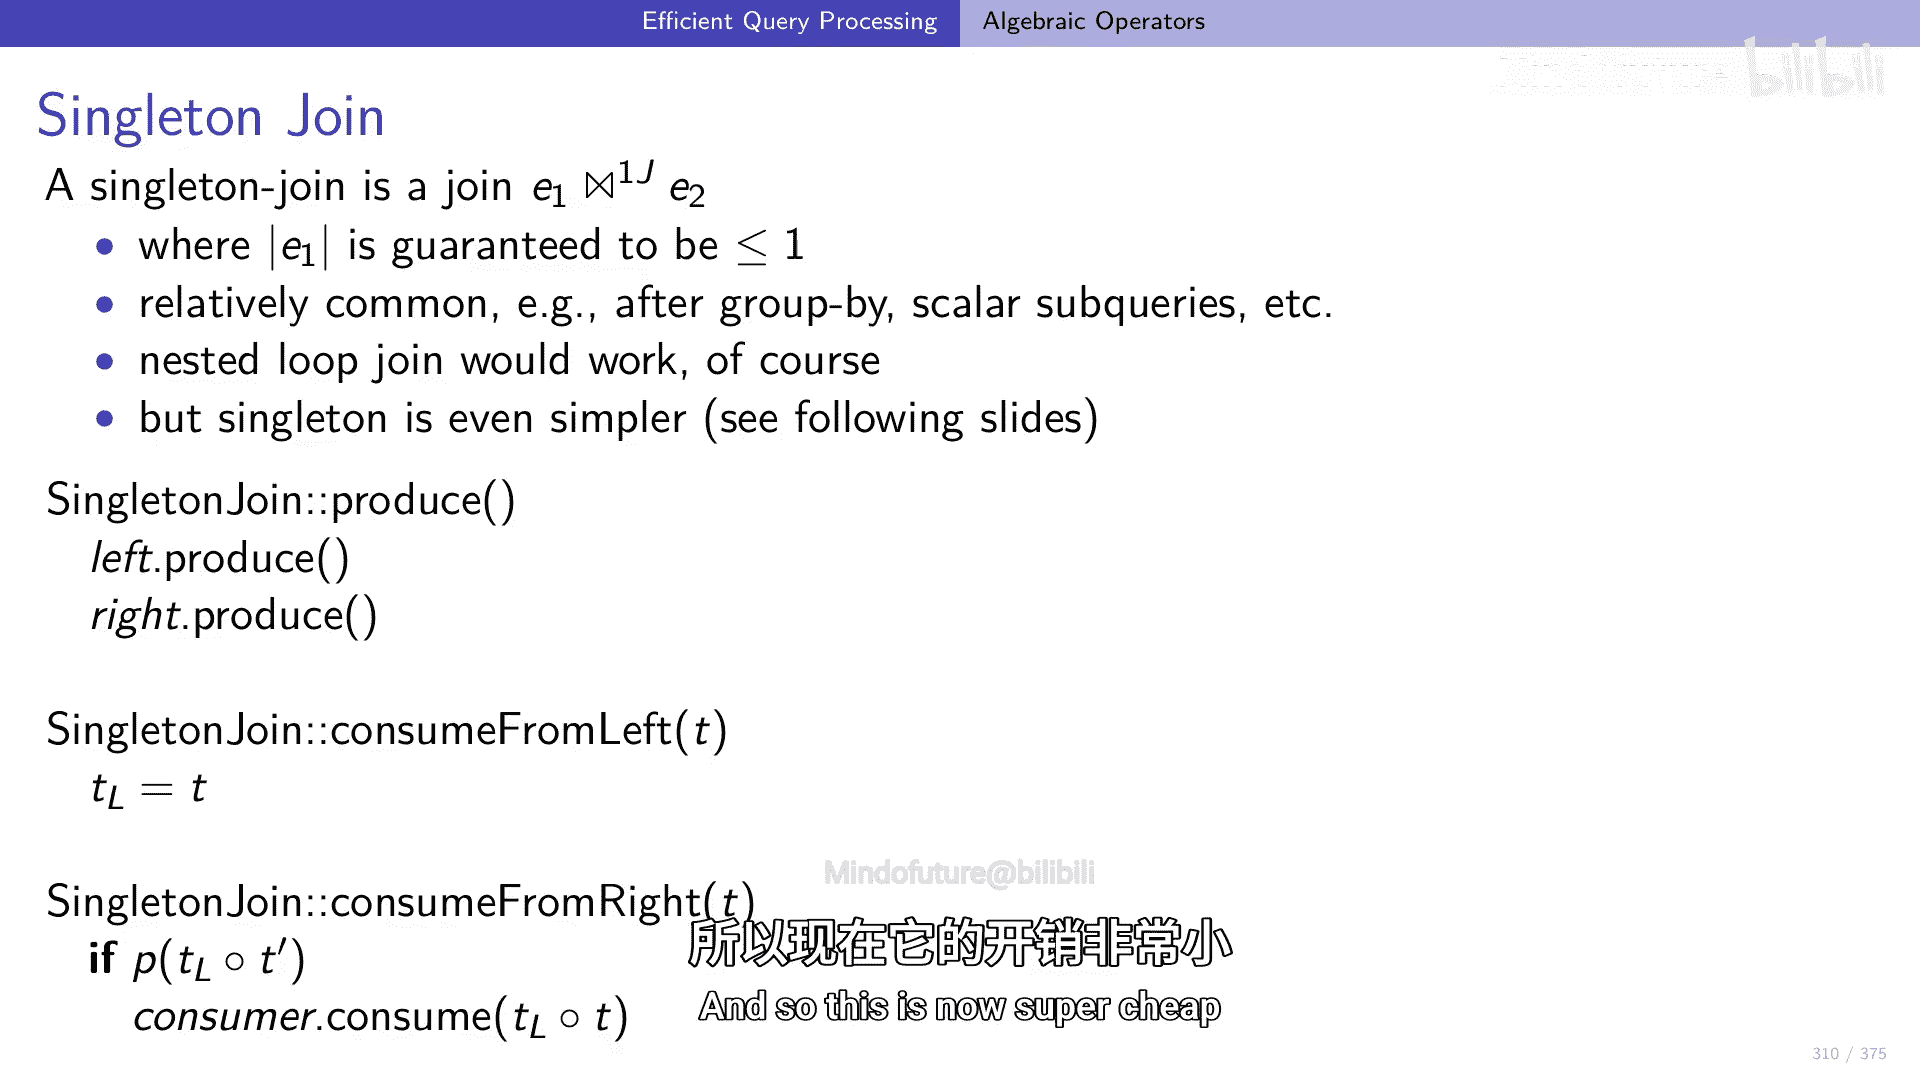 Efficient Query Processing
Algebraic Operators
bilibili
Singleton Join
A singleton-join is a join e₁ ⋈¹ᴶ e₂
• where |e₁| is guaranteed to be ≤ 1
• relatively common, e.g., after group-by, scalar subqueries, etc.
• nested loop join would work, of course
• but singleton is even simpler (see following slides)
SingletonJoin::produce()
left.produce()
right.produce()
SingletonJoin::consumeFromLeft(t)
t_L = t
Mindofuture@bilibili
SingletonJoin::consumeFromRight(t)
所以现在它的开销非常小
if p(t_L ∘ t′)
And so this is now super cheap
consumer.consume(t_L ∘ t)
310 / 375